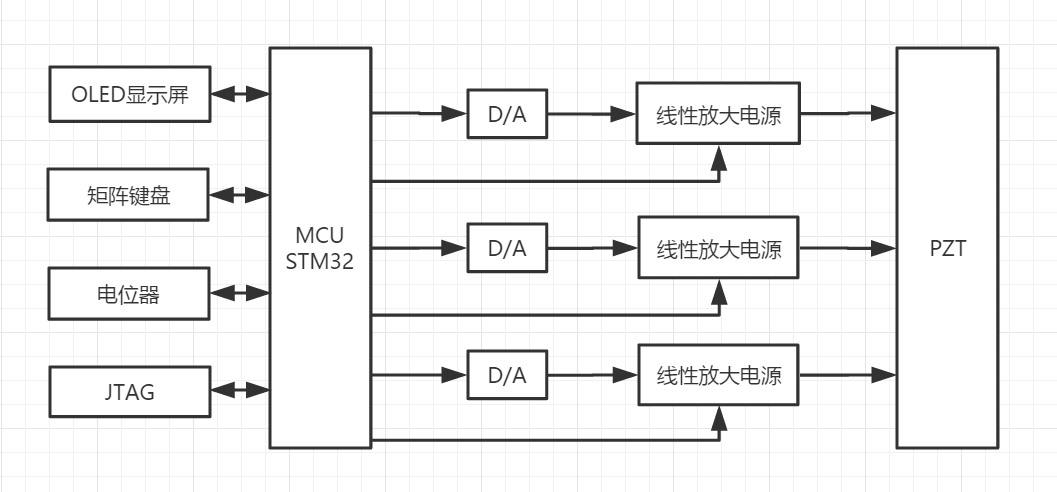 OLED显示屏
矩阵键盘
电位器
JTAG
MCU
STM32
D/A
线性放大电源
D/A
线性放大电源
D/A
线性放大电源
PZT